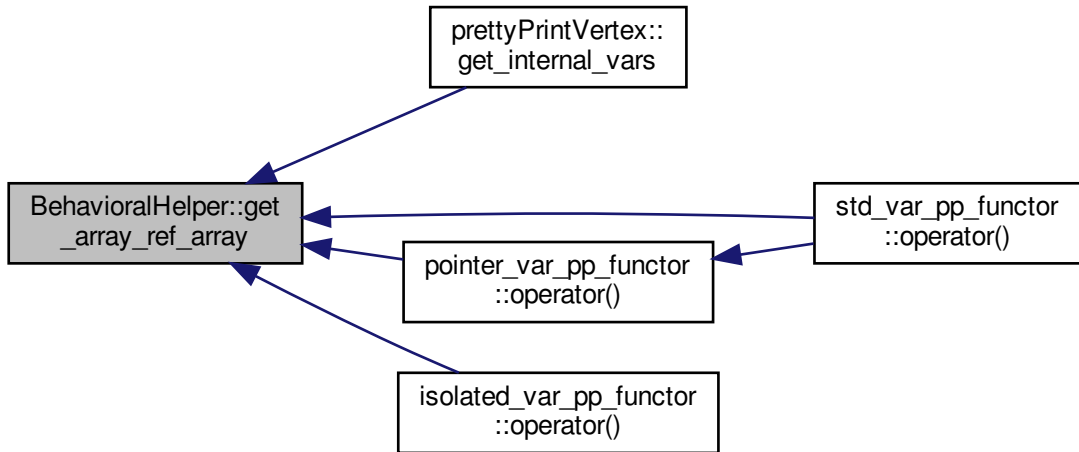 prettyPrintVertex::
get_internal_vars
BehavioralHelper::get
_array_ref_array
std_var_pp_functor
::operator()
pointer_var_pp_functor
::operator()
isolated_var_pp_functor
::operator()